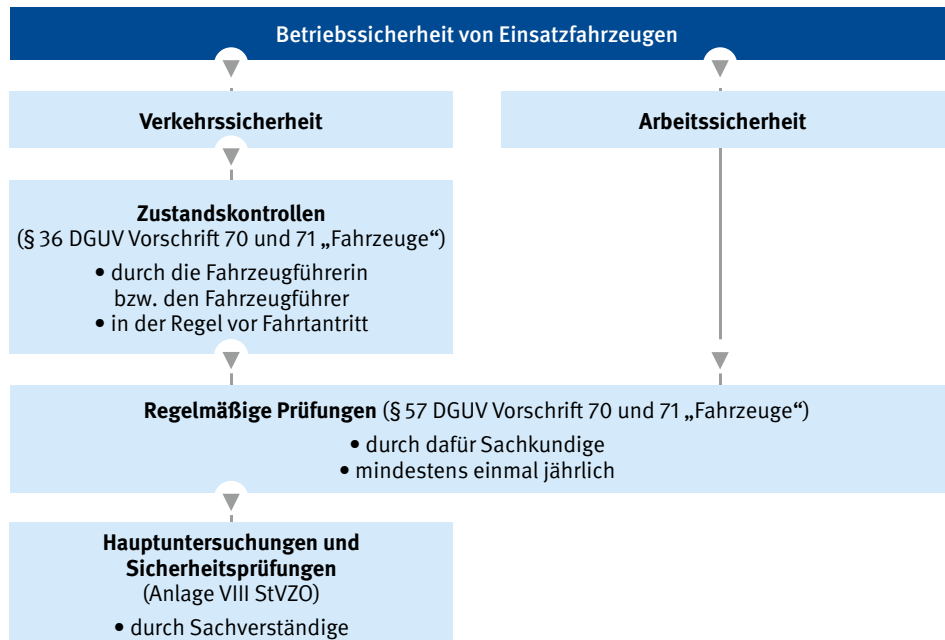 Betriebssicherheit von Einsatzfahrzeugen
Verkehrssicherheit
Arbeitssicherheit
Zustandskontrollen
(§ 36 DGUV Vorschrift 70 und 71 „Fahrzeuge“)
• durch die Fahrzeugführerin
bzw. den Fahrzeugführer
• in der Regel vor Fahrtantritt
Regelmäßige Prüfungen (§ 57 DGUV Vorschrift 70 und 71 „Fahrzeuge“)
• durch dafür Sachkundige
• mindestens einmal jährlich
Hauptuntersuchungen und
Sicherheitsprüfungen
(Anlage VIII StVZO)
• durch Sachverständige